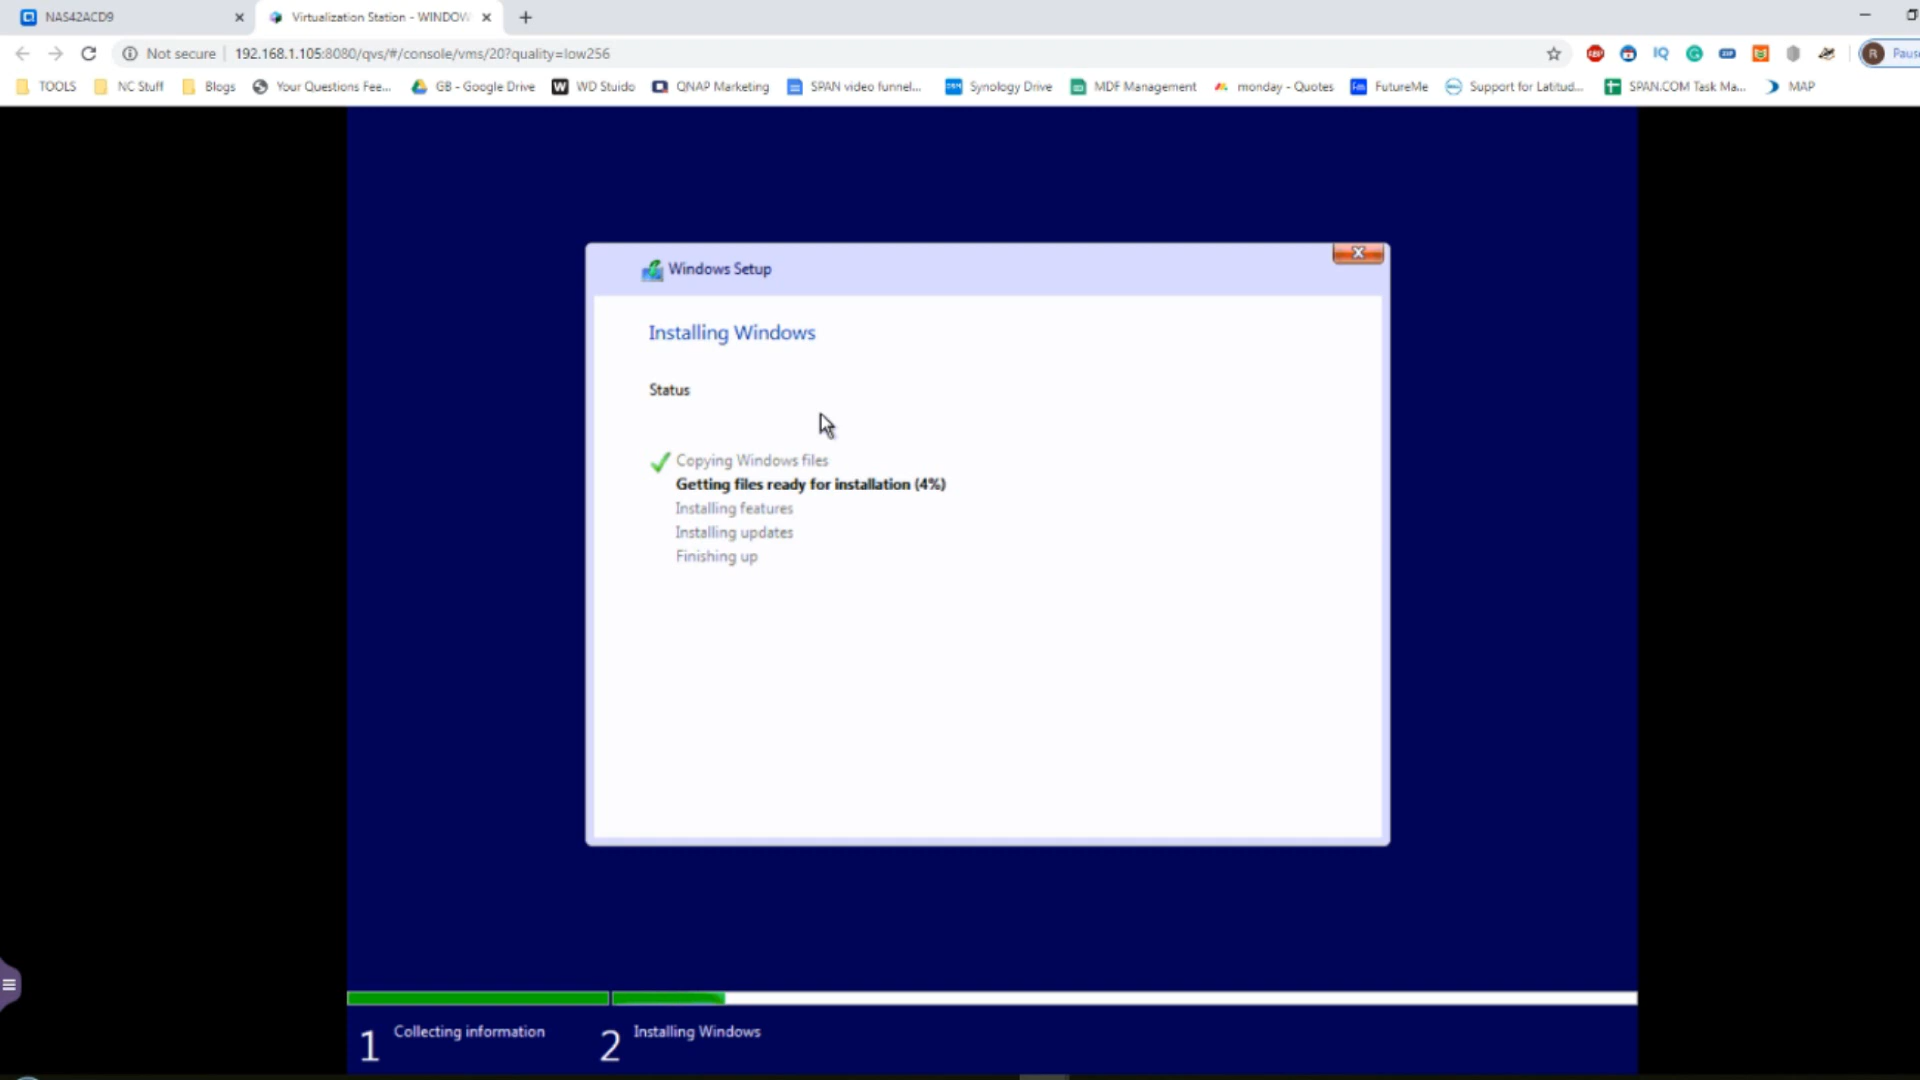 NAS42ACD9
Virtualization Station - WINDOW
Not secure | 192.168.1.105:8080/qvs/#/console/vms/20?quality=low256
Paus
TOOLS NC Stuff Blogs Your Questions Fee... GB - Google Drive WD Stuido QNAP Marketing SPAN video funnel... Synology Drive MDF Management monday - Quotes FutureMe Support for Latitud... SPAN.COM Task Ma... MAP
Windows Setup
Installing Windows
Status
Copying Windows files
Getting files ready for installation (4%)
Installing features
Installing updates
Finishing up
1 Collecting information 2 Installing Windows